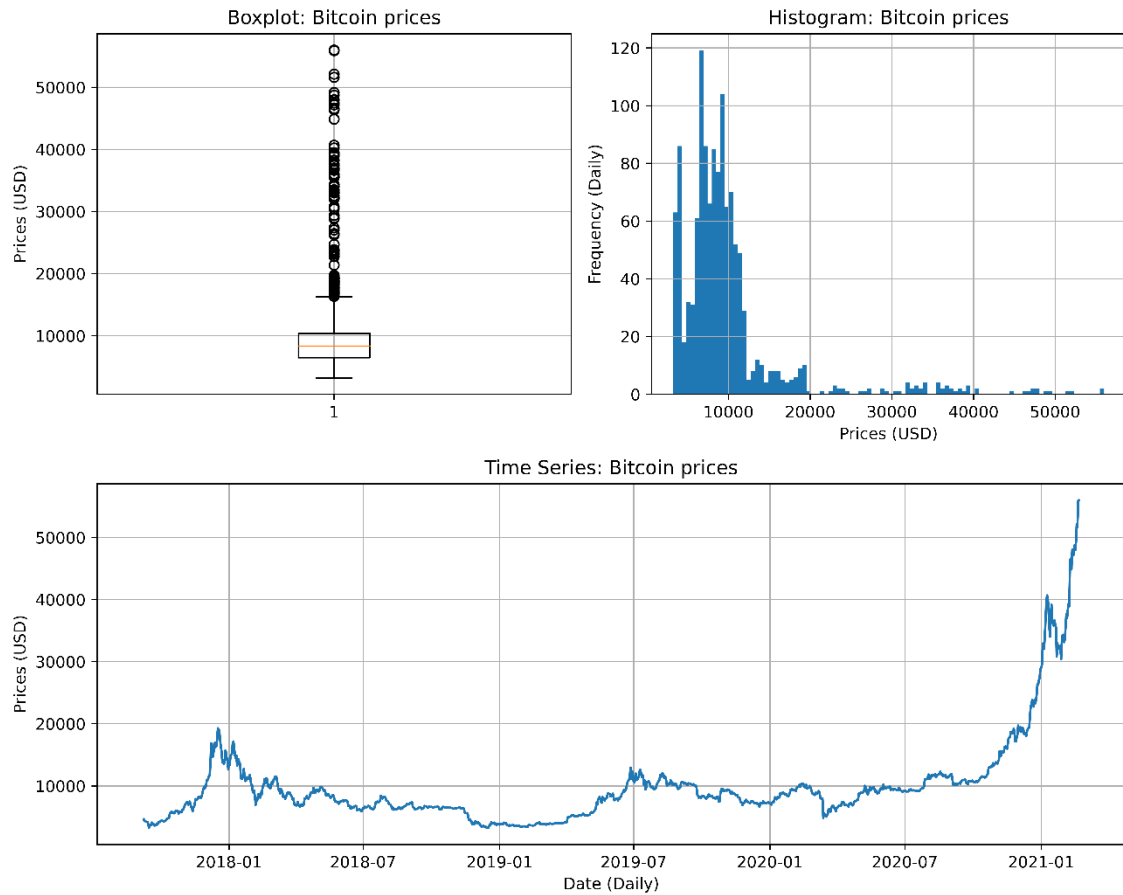 Boxplot: Bitcoin prices
Prices (USD)
50000
40000
30000
20000
10000
1
Histogram: Bitcoin prices
Frequency (Daily)
120
100
80
60
40
20
0
10000 20000 30000 40000 50000
Prices (USD)
Time Series: Bitcoin prices
Prices (USD)
50000
40000
30000
20000
10000
2018-01 2018-07 2019-01 2019-07 2020-01 2020-07 2021-01
Date (Daily)